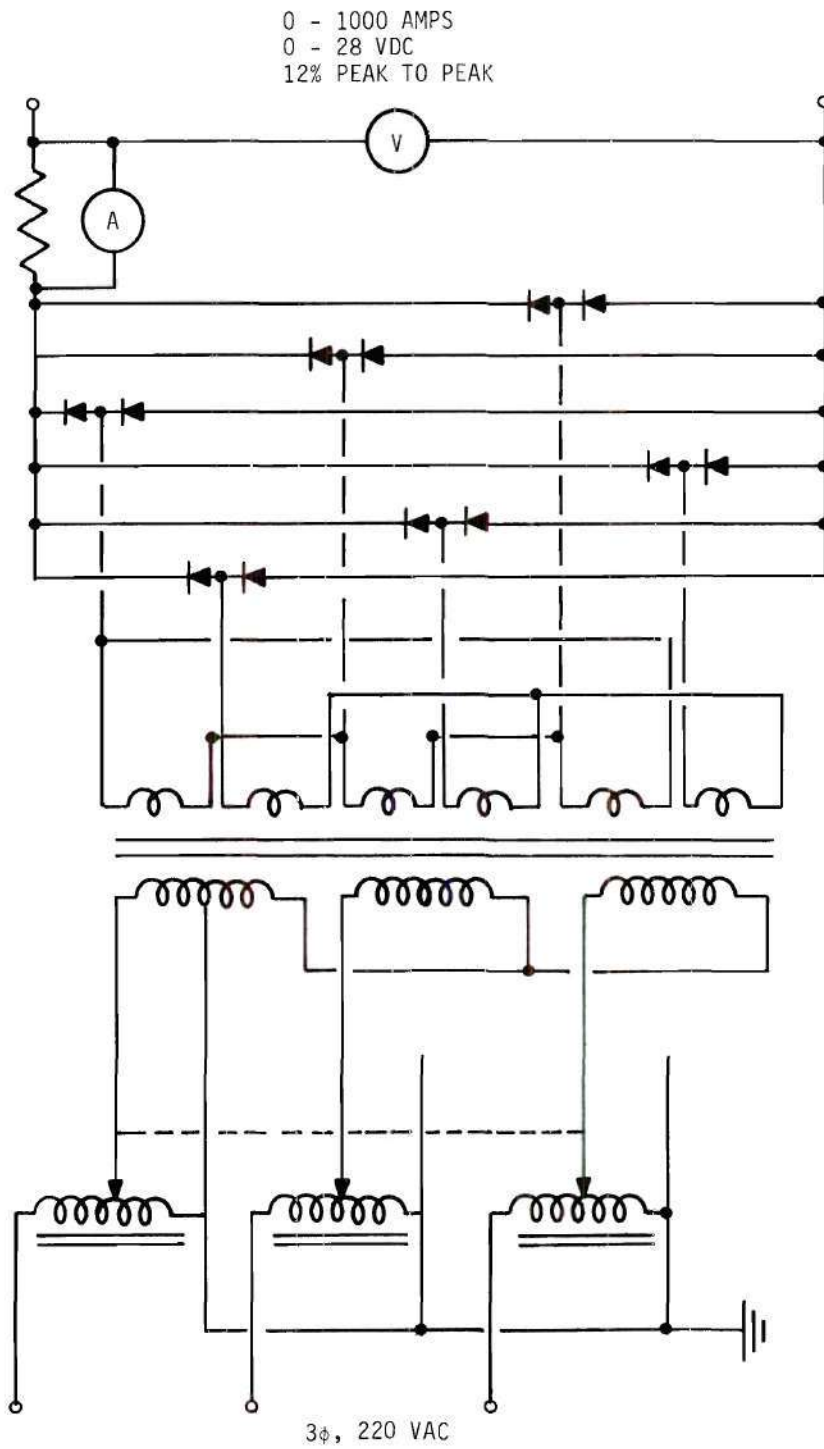 0 - 1000 AMPS
0 - 28 VDC
12% PEAK TO PEAK
V
A
3ϕ, 220 VAC